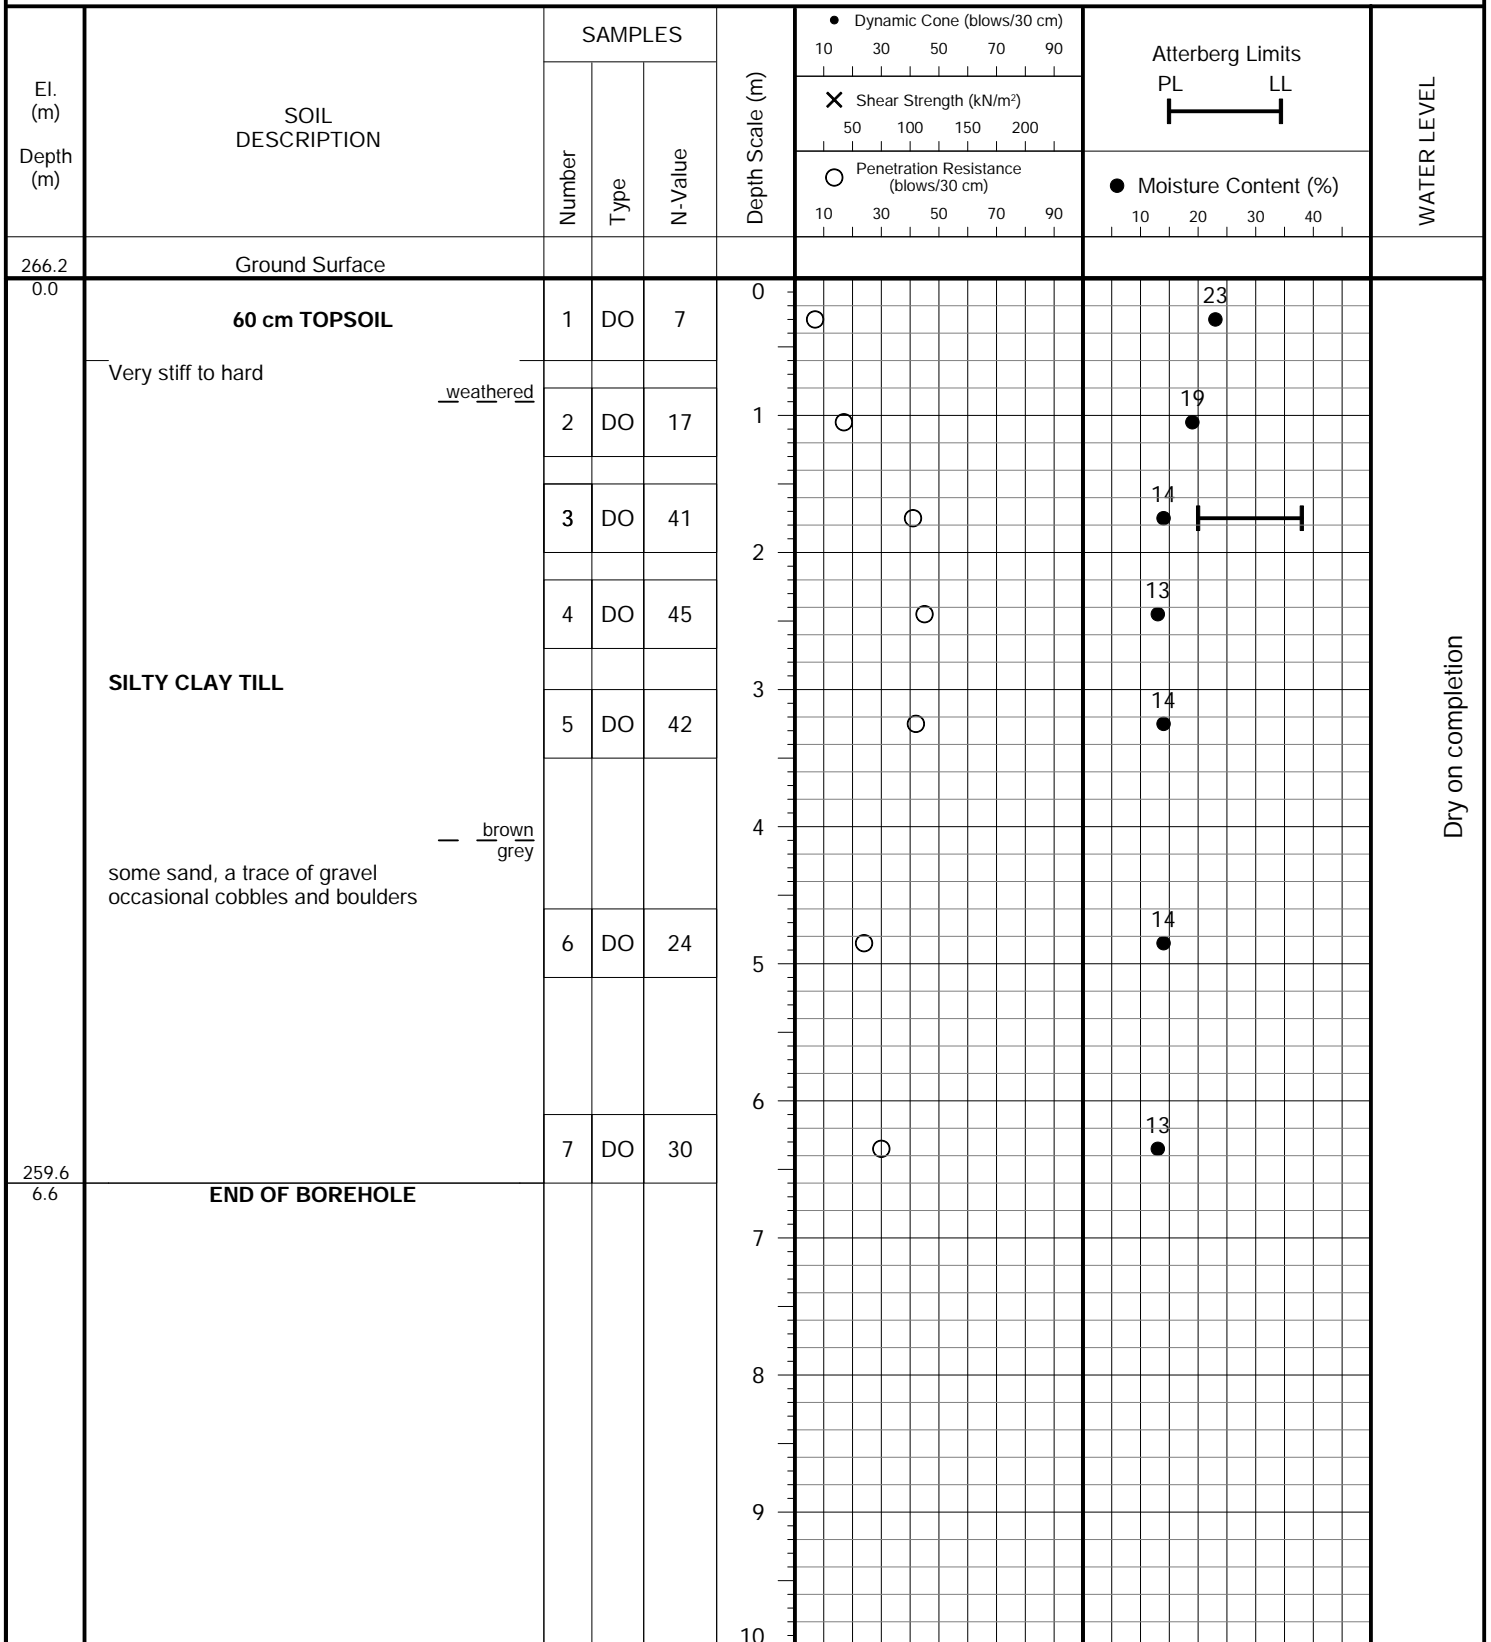 El.
(m)
Depth
(m)
SOIL
DESCRIPTION
SAMPLES
Number
Type
N-Value
Depth Scale (m)
Dynamic Cone (blows/30 cm)
10 30 50 70 90
Shear Strength (kN/m²)
50 100 150 200
Penetration Resistance
(blows/30 cm)
10 30 50 70 90
Atterberg Limits
PL LL
Moisture Content (%)
10 20 30 40
WATER LEVEL
266.2 Ground Surface
0.0
0
23
60 cm TOPSOIL 1 DO 7
Very stiff to hard
weathered
19
2 DO 17 1
14
3 DO 41
2
13
4 DO 45
SILTY CLAY TILL 3
14
5 DO 42
Dry on completion
brown 4
grey
some sand, a trace of gravel
occasional cobbles and boulders
14
6 DO 24
5
6
13
7 DO 30
259.6
6.6 END OF BOREHOLE
7
8
9
10